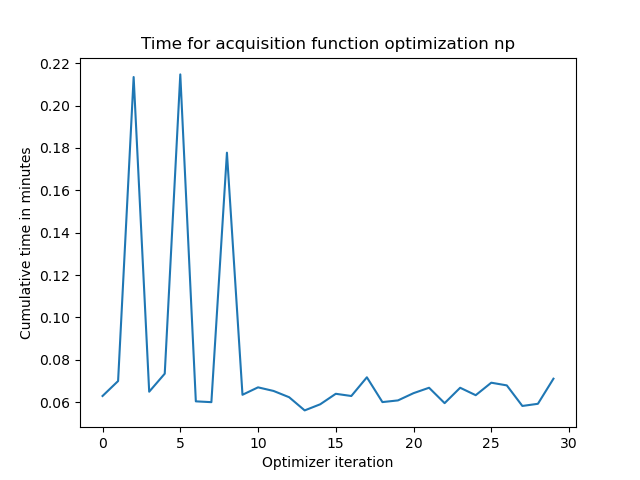 Time for acquisition function optimization np
Cumulative time in minutes
0.22
0.20
0.18
0.16
0.14
0.12
0.10
0.08
0.06
0 5 10 15 20 25 30
Optimizer iteration